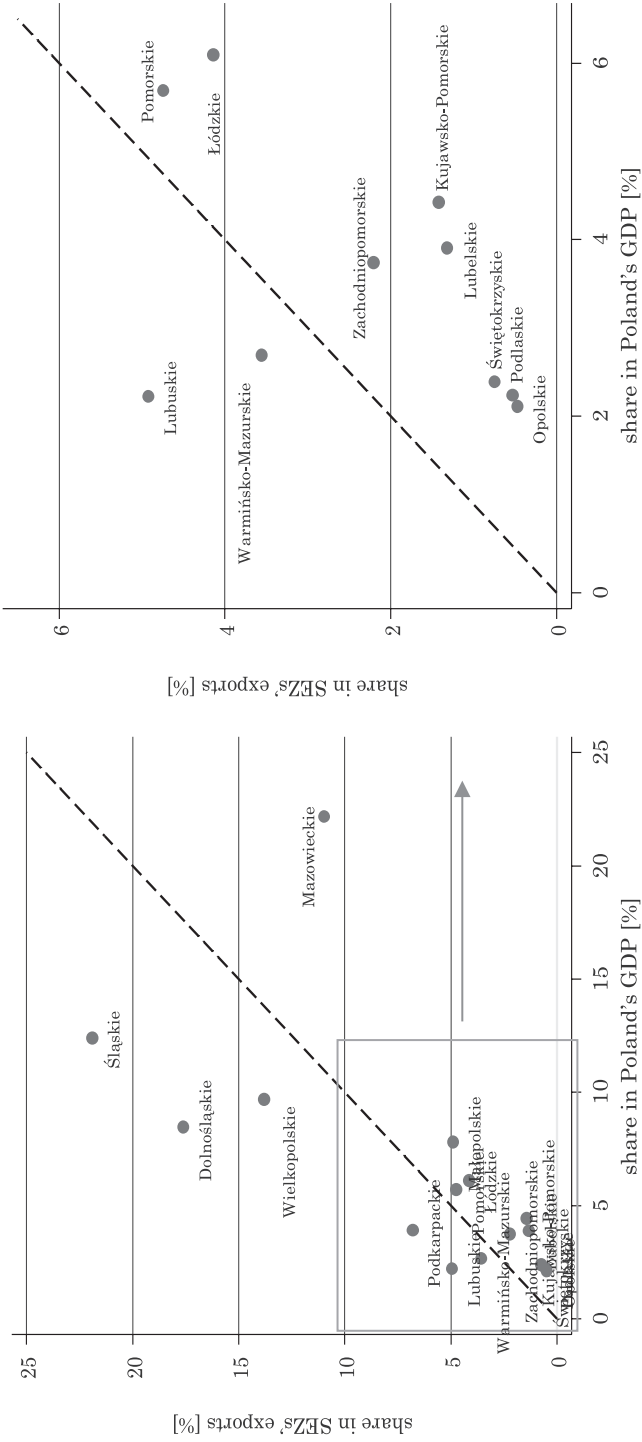 share in SEZs' exports [%]
25
20
15
10
5
0
Śląskie
Dolnośląskie
Wielkopolskie
Mazowieckie
Podkarpackie
Małopolskie
Lubuskie
Pomorskie
Łódzkie
Warmińsko-Mazurskie
Zachodniopomorskie
Kujawsko-Pomorskie
Lubelskie
Świętokrzyskie
0 5 10 15 20 25
share in Poland's GDP [%]
share in SEZs' exports [%]
6
4
2
0
Pomorskie
Łódzkie
Lubuskie
Warmińsko-Mazurskie
Zachodniopomorskie
Kujawsko-Pomorskie
Lubelskie
Świętokrzyskie
Podlaskie
Opolskie
0 2 4 6
share in Poland's GDP [%]